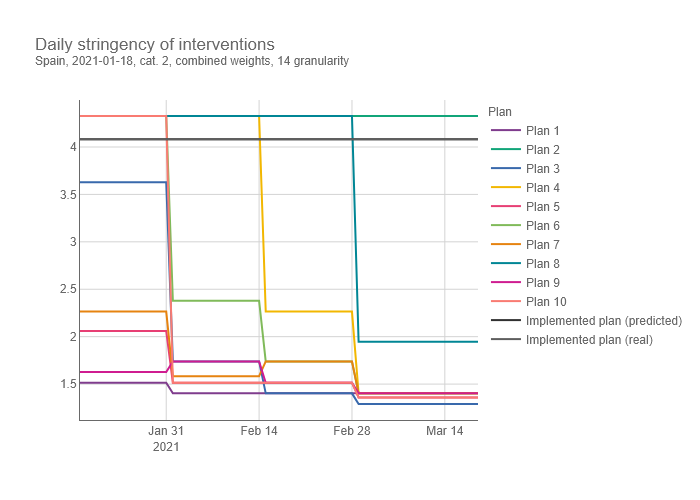 Daily stringency of interventions
Spain, 2021-01-18, cat. 2, combined weights, 14 granularity
Plan
Plan 1
Plan 2
Plan 3
Plan 4
Plan 5
Plan 6
Plan 7
Plan 8
Plan 9
Plan 10
Implemented plan (predicted)
Implemented plan (real)
4
3.5
3
2.5
2
1.5
Jan 31 Feb 14 Feb 28 Mar 14
2021